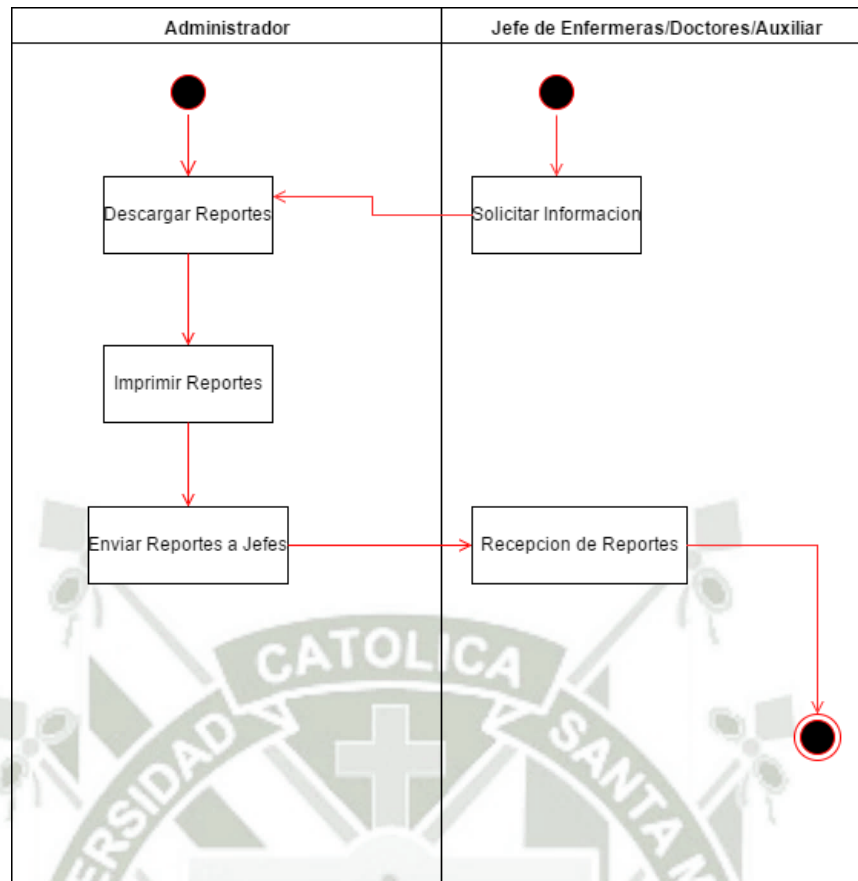 Administrador
Jefe de Enfermeras/Doctores/Auxiliar
Descargar Reportes
Solicitar Informacion
Imprimir Reportes
Enviar Reportes a Jefes
Recepcion de Reportes
CATOLICA
ERSIDAD
SANTA M